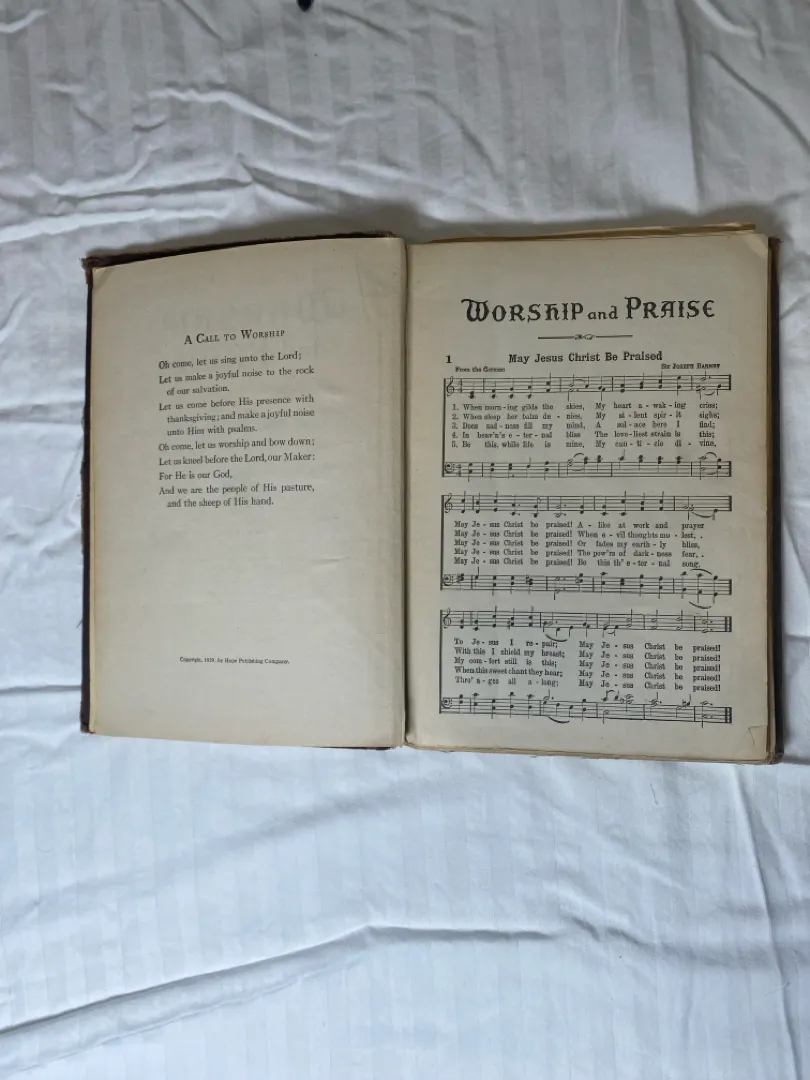 A CALL TO WORSHIP
Oh come, let us sing unto the Lord;
Let us make a joyful noise to the rock
of our salvation.
Let us come before His presence with
thanksgiving; and make a joyful noise
unto Him with psalms.
Oh come, let us worship and bow down;
Let us kneel before the Lord, our Maker:
For He is our God,
And we are the people of His pasture,
and the sheep of His hand.
Copyright, by Hope Publishing Company.
WORSHIP and PRAISE
1 May Jesus Christ Be Praised
From the German SIR JOSEPH BARNBY
1. When morn-ing gilds the skies, My heart a-wak-ing cries;
2. When sleep her balm de-nies, My si-lent spir-it sighs;
3. Does sad-ness fill my mind, A sol-ace here I find;
4. In heav'n's e-ter-nal bliss The love-liest strain is this;
5. Be this, while life is mine, My can-ti-cle di-vine,
May Je-sus Christ be praised! A-like at work and prayer
May Je-sus Christ be praised! When e-vil thoughts mo-lest, .
May Je-sus Christ be praised! Or fades my earth-ly bliss,
May Je-sus Christ be praised! The pow'rs of dark-ness fear, .
May Je-sus Christ be praised! Be this th' e-ter-nal song,
To Je-sus I re-pair; May Je-sus Christ be praised!
With this I shield my breast; May Je-sus Christ be praised!
My com-fort still is this; May Je-sus Christ be praised!
When this sweet chant they hear; May Je-sus Christ be praised!
Thro' a-ges all a-long; May Je-sus Christ be praised!